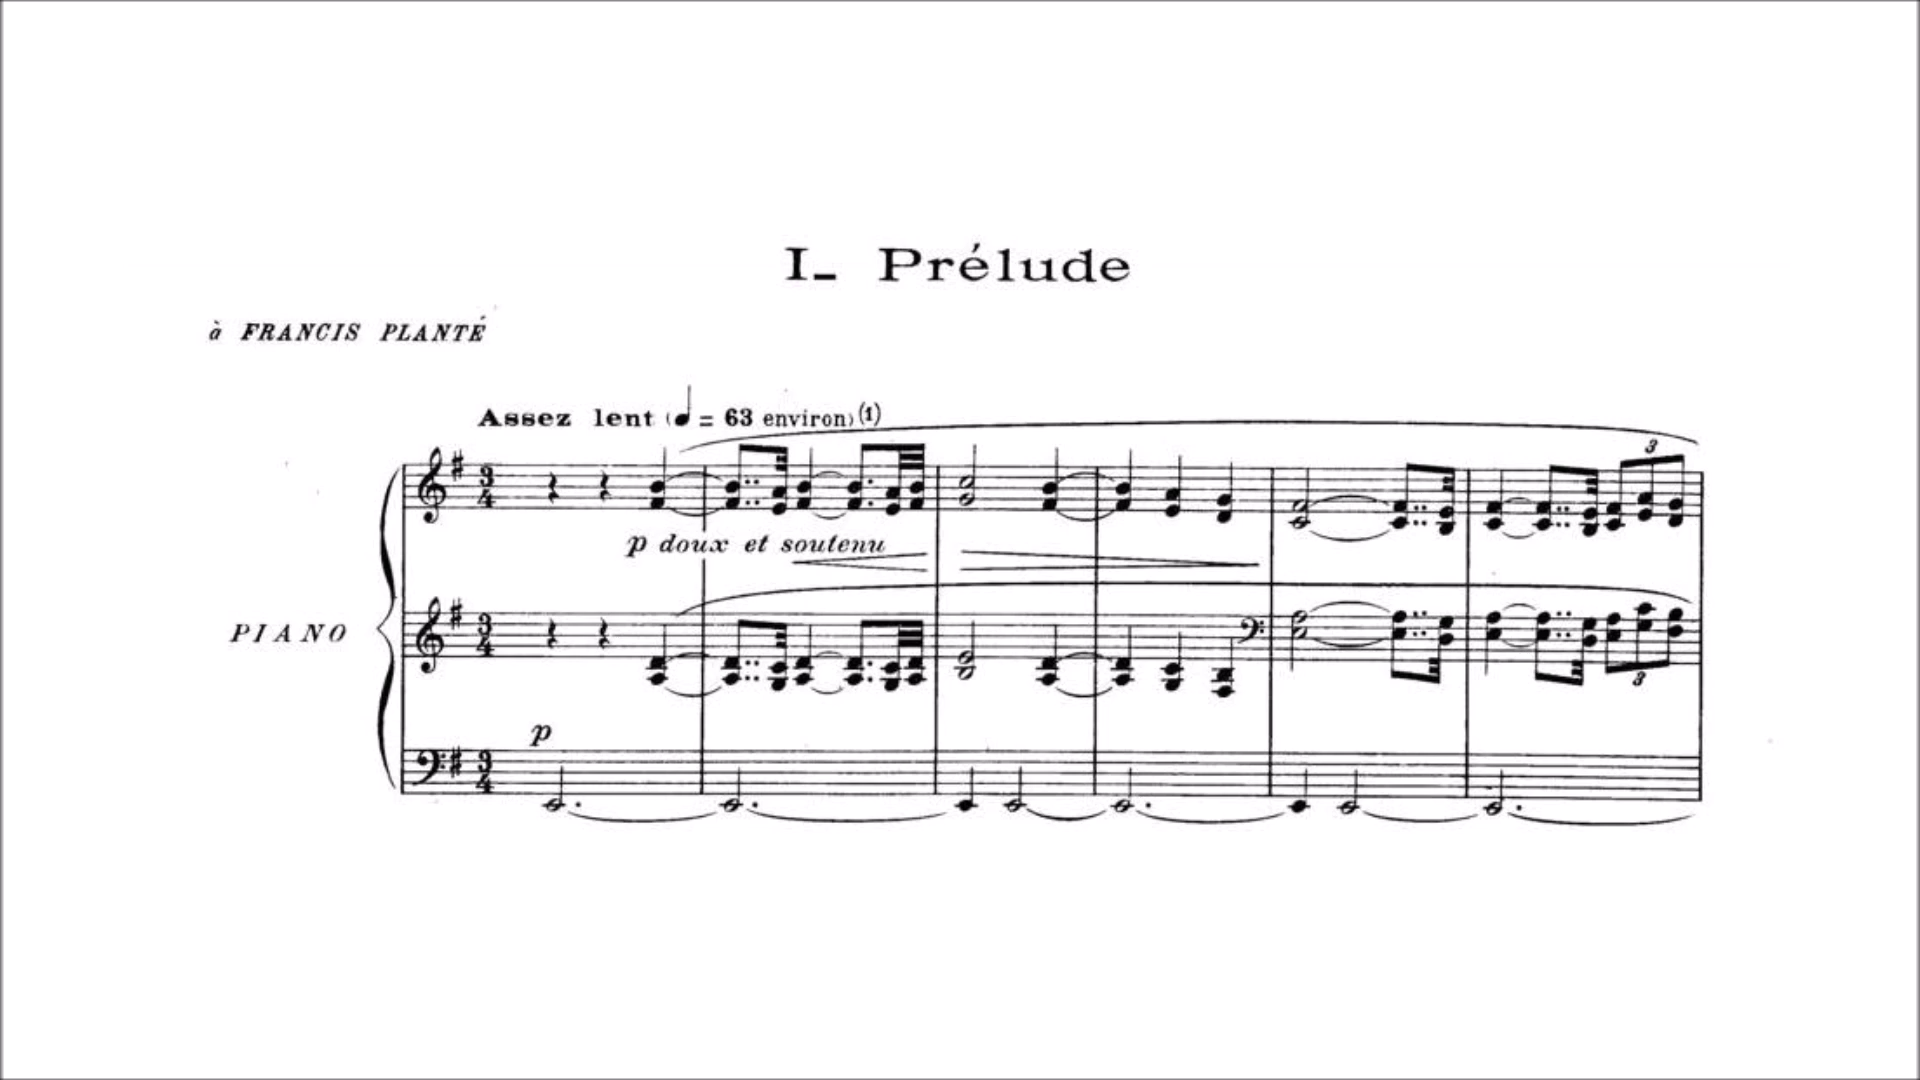 I_ Prélude
à FRANCIS PLANTÉ
Assez lent (♩ = 63 environ) (1)
3
p doux et soutenu
PIANO
3
p